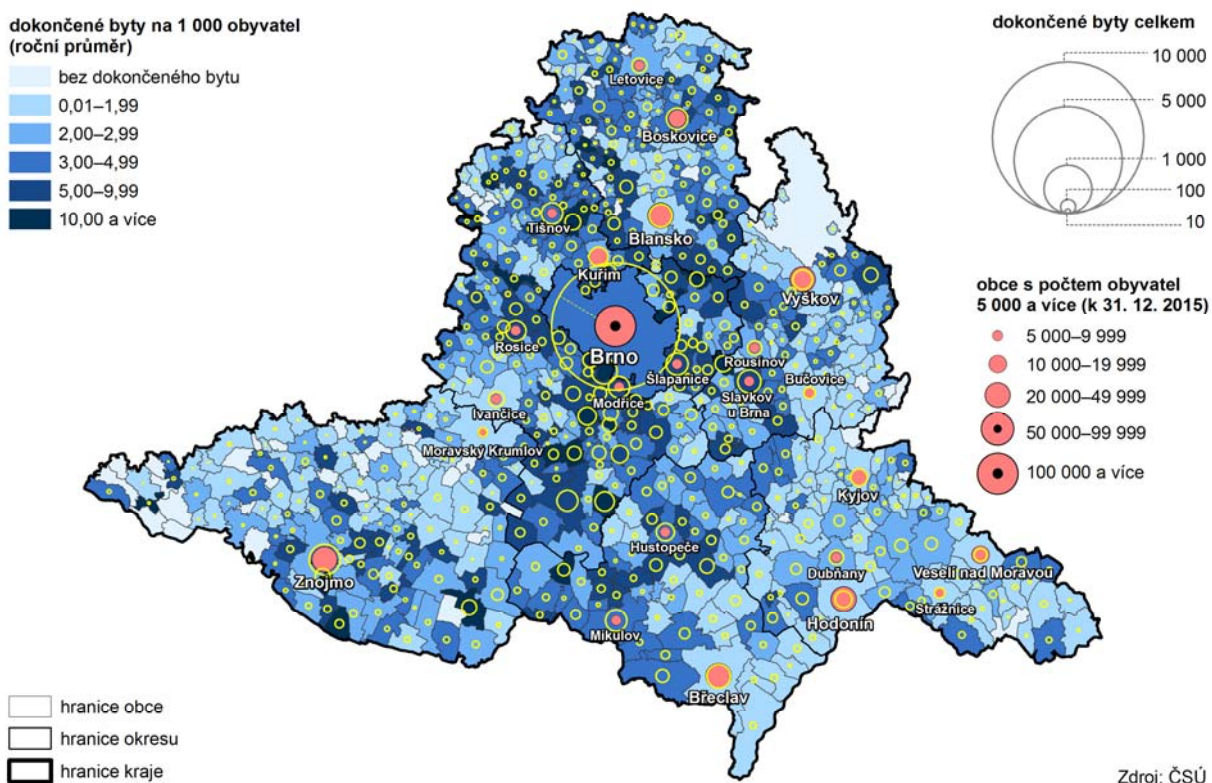 dokončené byty na 1 000 obyvatel
(roční průměr)
bez dokončeného bytu
0,01–1,99
2,00–2,99
3,00–4,99
5,00–9,99
10,00 a více
dokončené byty celkem
10 000
5 000
1 000
100
10
obce s počtem obyvatel
5 000 a více (k 31. 12. 2015)
5 000–9 999
10 000–19 999
20 000–49 999
50 000–99 999
100 000 a více
Letovice
Boskovice
Tišnov
Blansko
Kuřim
Vyškov
Rosice
Brno
Rousínov
Šlapanice
Bučovice
Modřice
Slavkov
u Brna
Ivančice
Moravský Krumlov
Kyjov
Hustopeče
Znojmo
Dubňany
Veselí nad Moravou
Strážnice
Hodonín
Mikulov
Břeclav
hranice obce
hranice okresu
hranice kraje
Zdroj: ČSÚ